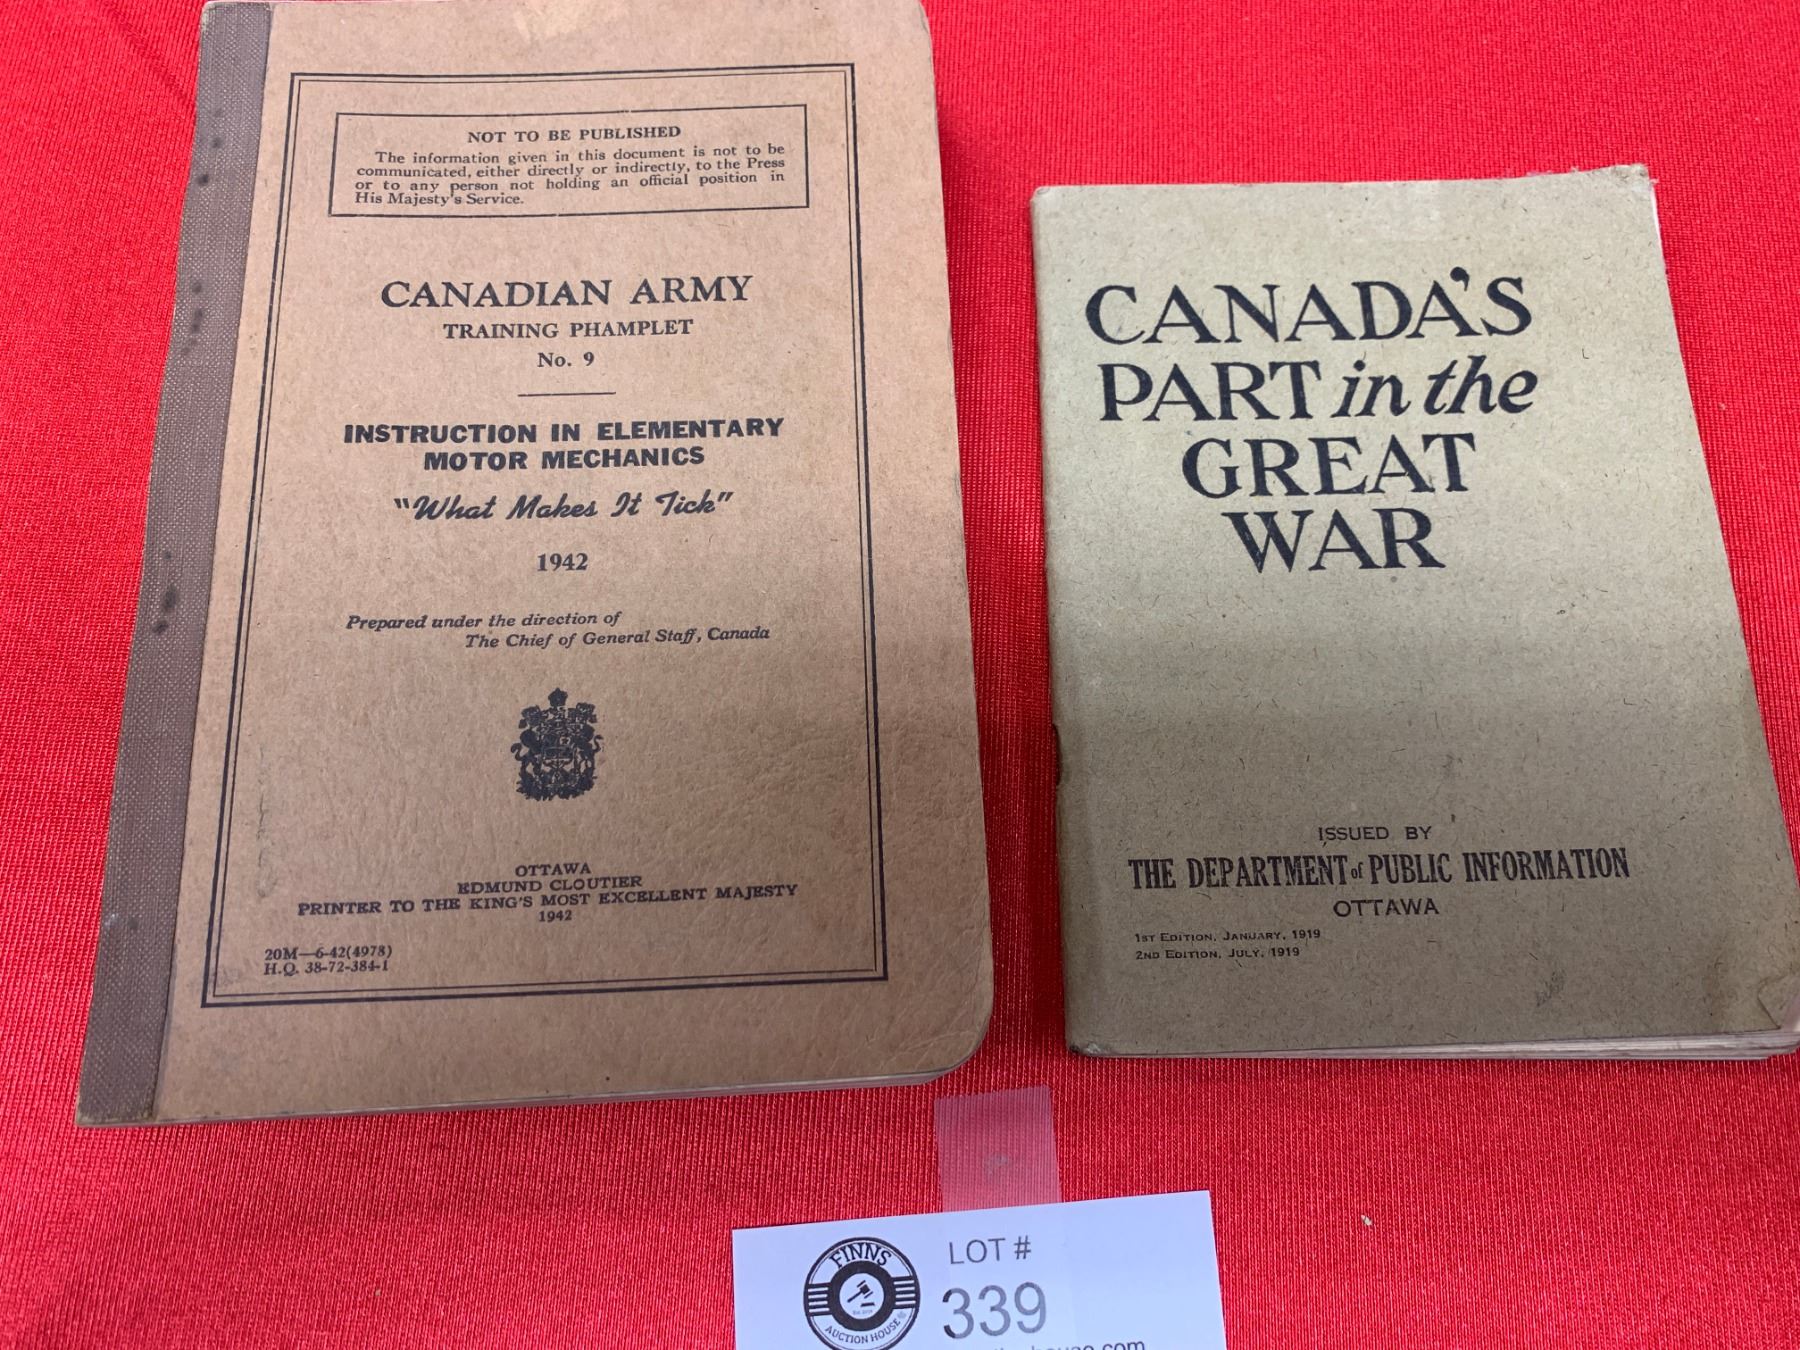 NOT TO BE PUBLISHED
The information given in this document is not to be
communicated, either directly or indirectly, to the Press
or to any person not holding an official position in
His Majesty's Service.
CANADIAN ARMY
TRAINING PHAMPLET
No. 9
INSTRUCTION IN ELEMENTARY
MOTOR MECHANICS
"What Makes It Tick"
1942
Prepared under the direction of
The Chief of General Staff, Canada
OTTAWA
EDMUND CLOUTIER
PRINTER TO THE KING'S MOST EXCELLENT MAJESTY
1942
20M—6-42(4978)
H.Q. 38-72-384-1
CANADA'S
PART in the
GREAT
WAR
ISSUED BY
THE DEPARTMENT of PUBLIC INFORMATION
OTTAWA
1ST EDITION, JANUARY, 1919
2ND EDITION, JULY, 1919
FINNS
AUCTION HOUSE
LOT #
339